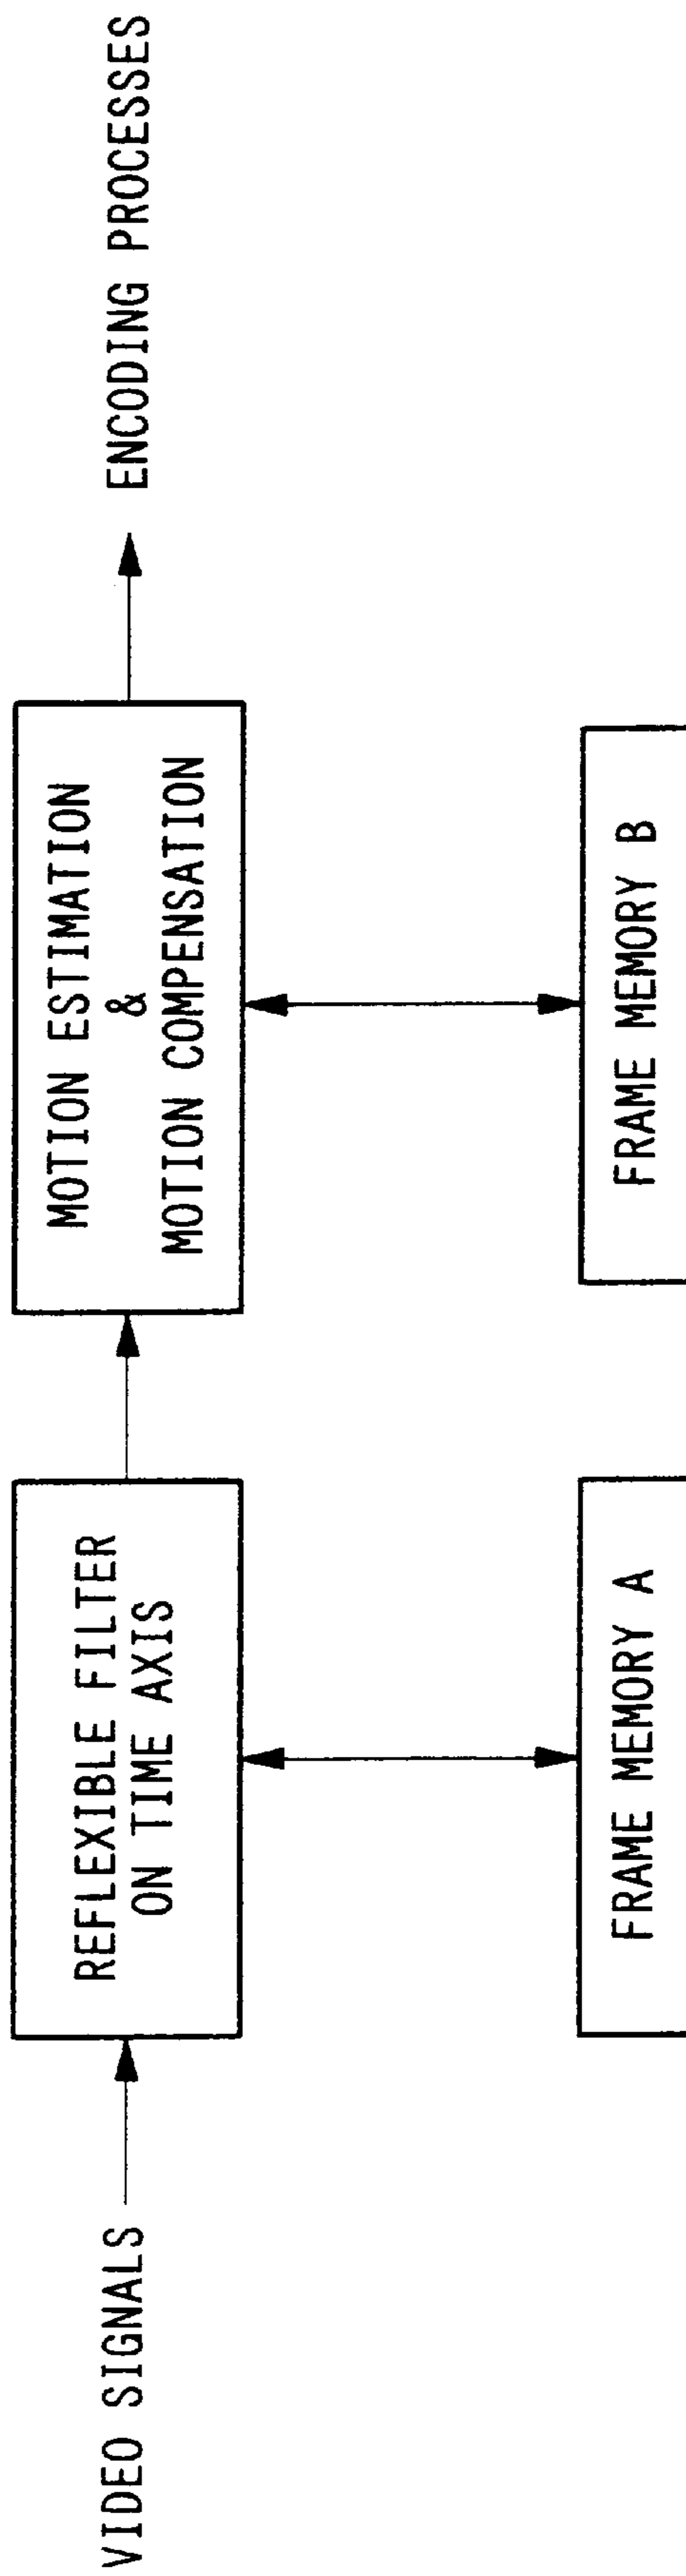 VIDEO SIGNALS
REFLEXIBLE FILTER
ON TIME AXIS
MOTION ESTIMATION
&
MOTION COMPENSATION
ENCODING PROCESSES
FRAME MEMORY A
FRAME MEMORY B